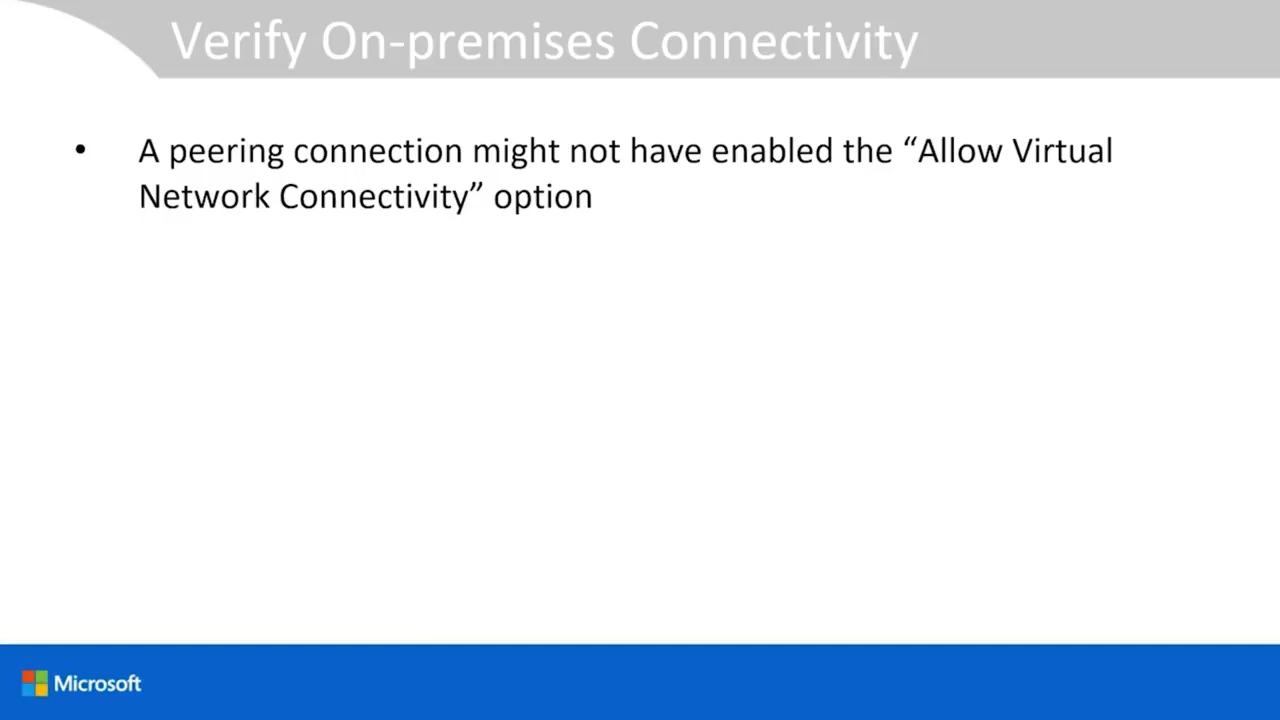 Verify On-premises Connectivity
• A peering connection might not have enabled the “Allow Virtual
Network Connectivity” option
Microsoft